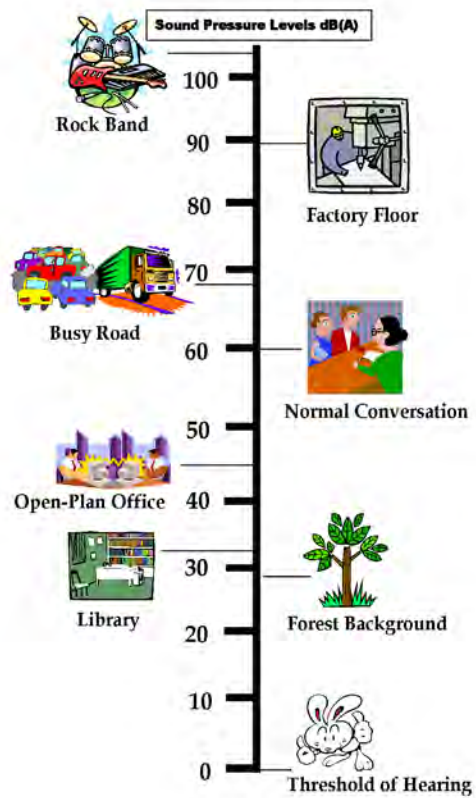 Sound Pressure Levels dB(A)
100
Rock Band
90
80
Factory Floor
70
Busy Road
60
Normal Conversation
50
Open-Plan Office
40
30
Library
Forest Background
20
10
0
Threshold of Hearing